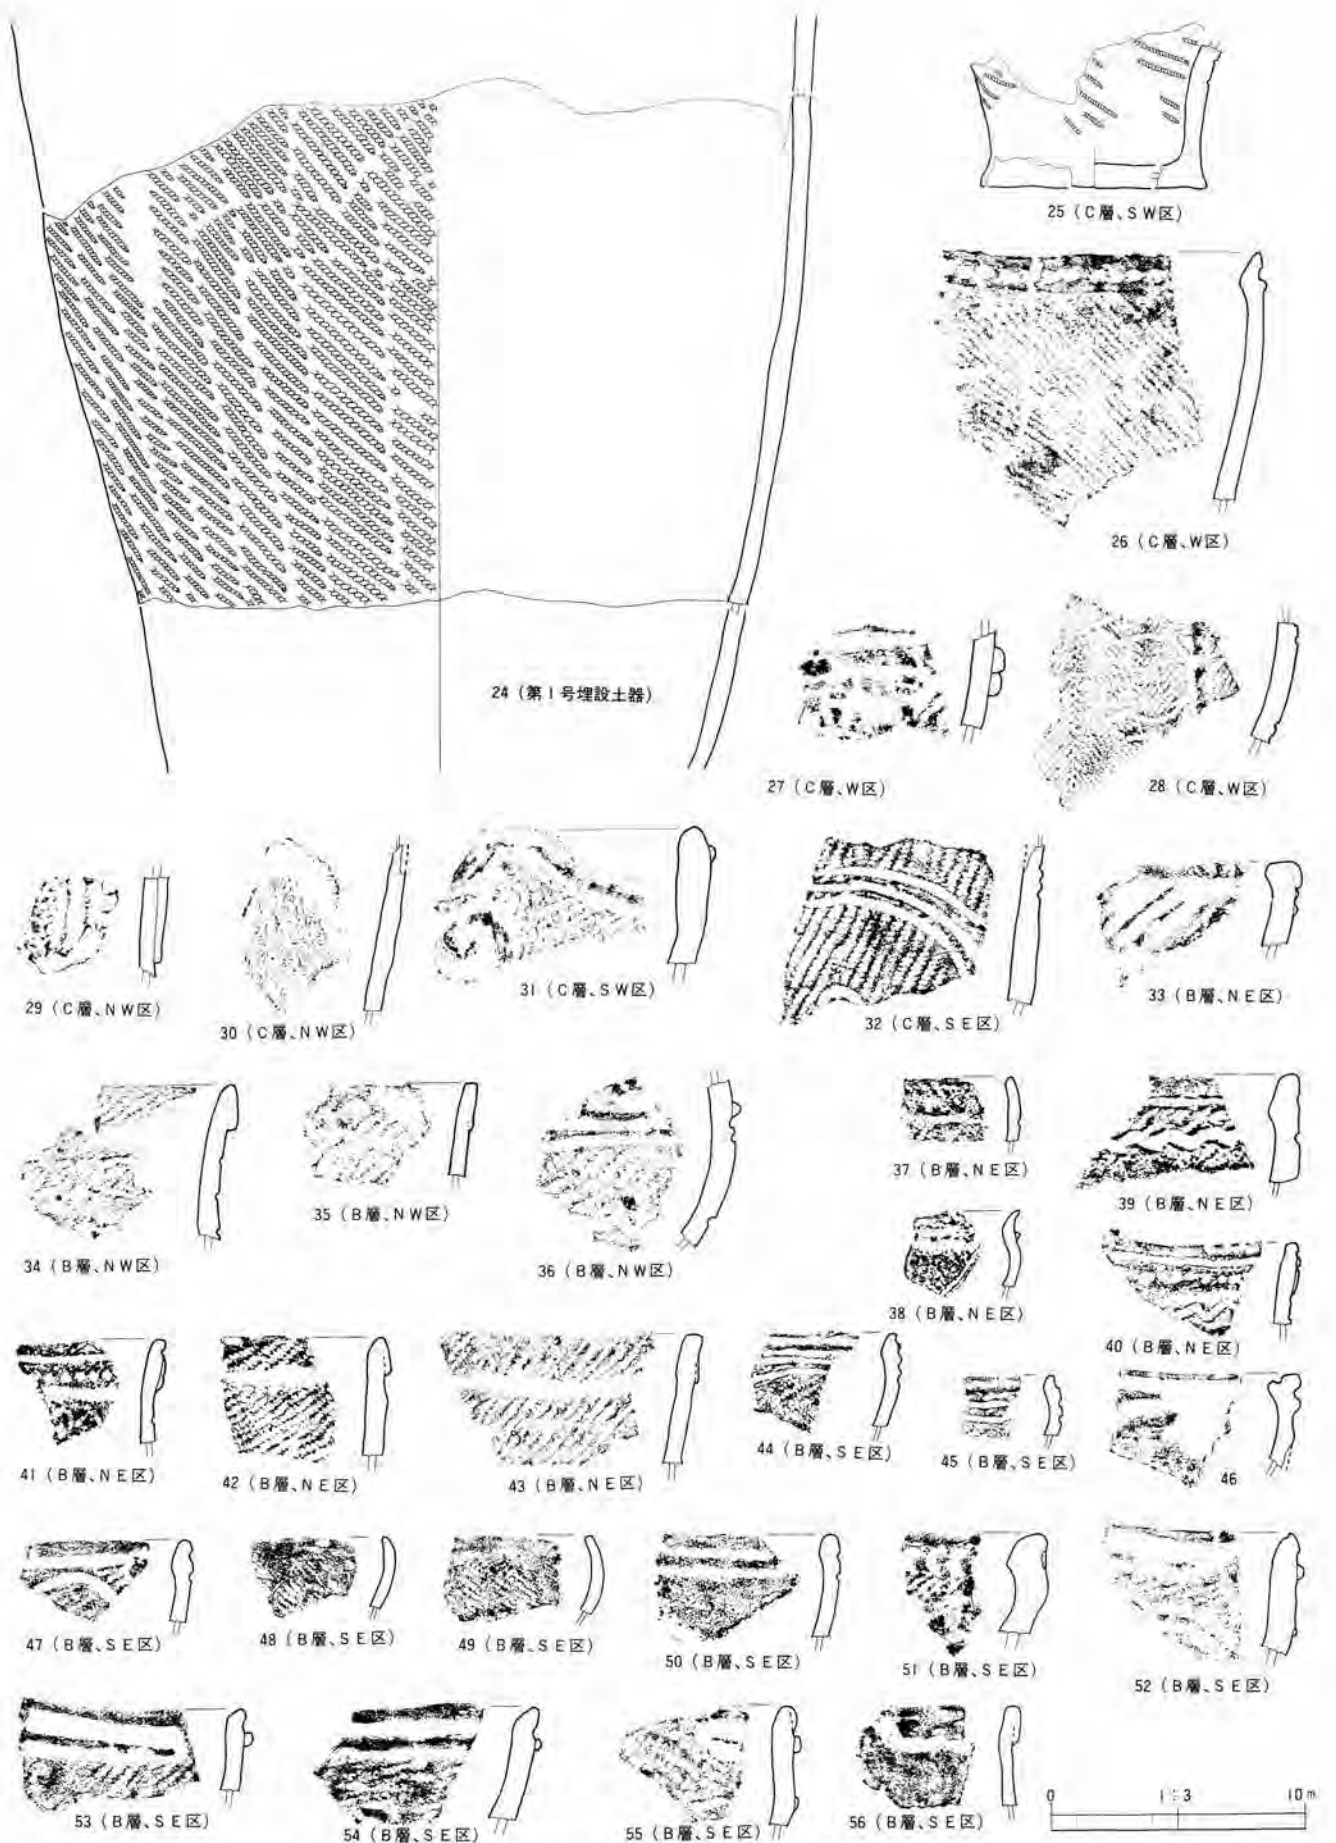 25 (C層、SW区)
26 (C層、W区)
24 (第1号埋設土器)
27 (C層、W区)
28 (C層、W区)
29 (C層、NW区)
30 (C層、NW区)
31 (C層、SW区)
32 (C層、SE区)
33 (B層、NE区)
34 (B層、NW区)
35 (B層、NW区)
36 (B層、NW区)
37 (B層、NE区)
38 (B層、NE区)
39 (B層、NE区)
40 (B層、NE区)
41 (B層、NE区)
42 (B層、NE区)
43 (B層、NE区)
44 (B層、SE区)
45 (B層、SE区)
46
47 (B層、SE区)
48 (B層、SE区)
49 (B層、SE区)
50 (B層、SE区)
51 (B層、SE区)
52 (B層、SE区)
53 (B層、SE区)
54 (B層、SE区)
55 (B層、SE区)
56 (B層、SE区)
0 1:3 10m